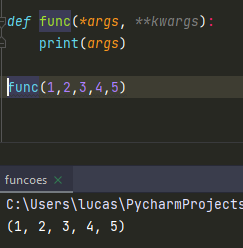 def func(*args, **kwargs):
    print(args)
func(1,2,3,4,5)
funcoes ×
C:\Users\lucas\PycharmProjects
(1, 2, 3, 4, 5)